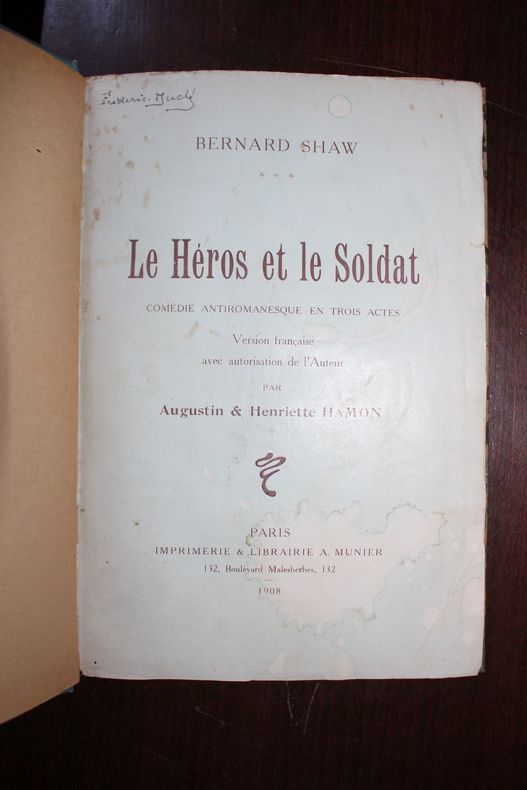 Frédéric
BERNARD SHAW
Le Héros et le Soldat
COMÉDIE ANTIROMANESQUE EN TROIS ACTES
Version française
avec autorisation de l'Auteur
PAR
Augustin & Henriette HAMON
PARIS
IMPRIMERIE & LIBRAIRIE A. MUNIER
132, Boulevard Malesherbes, 132
1908